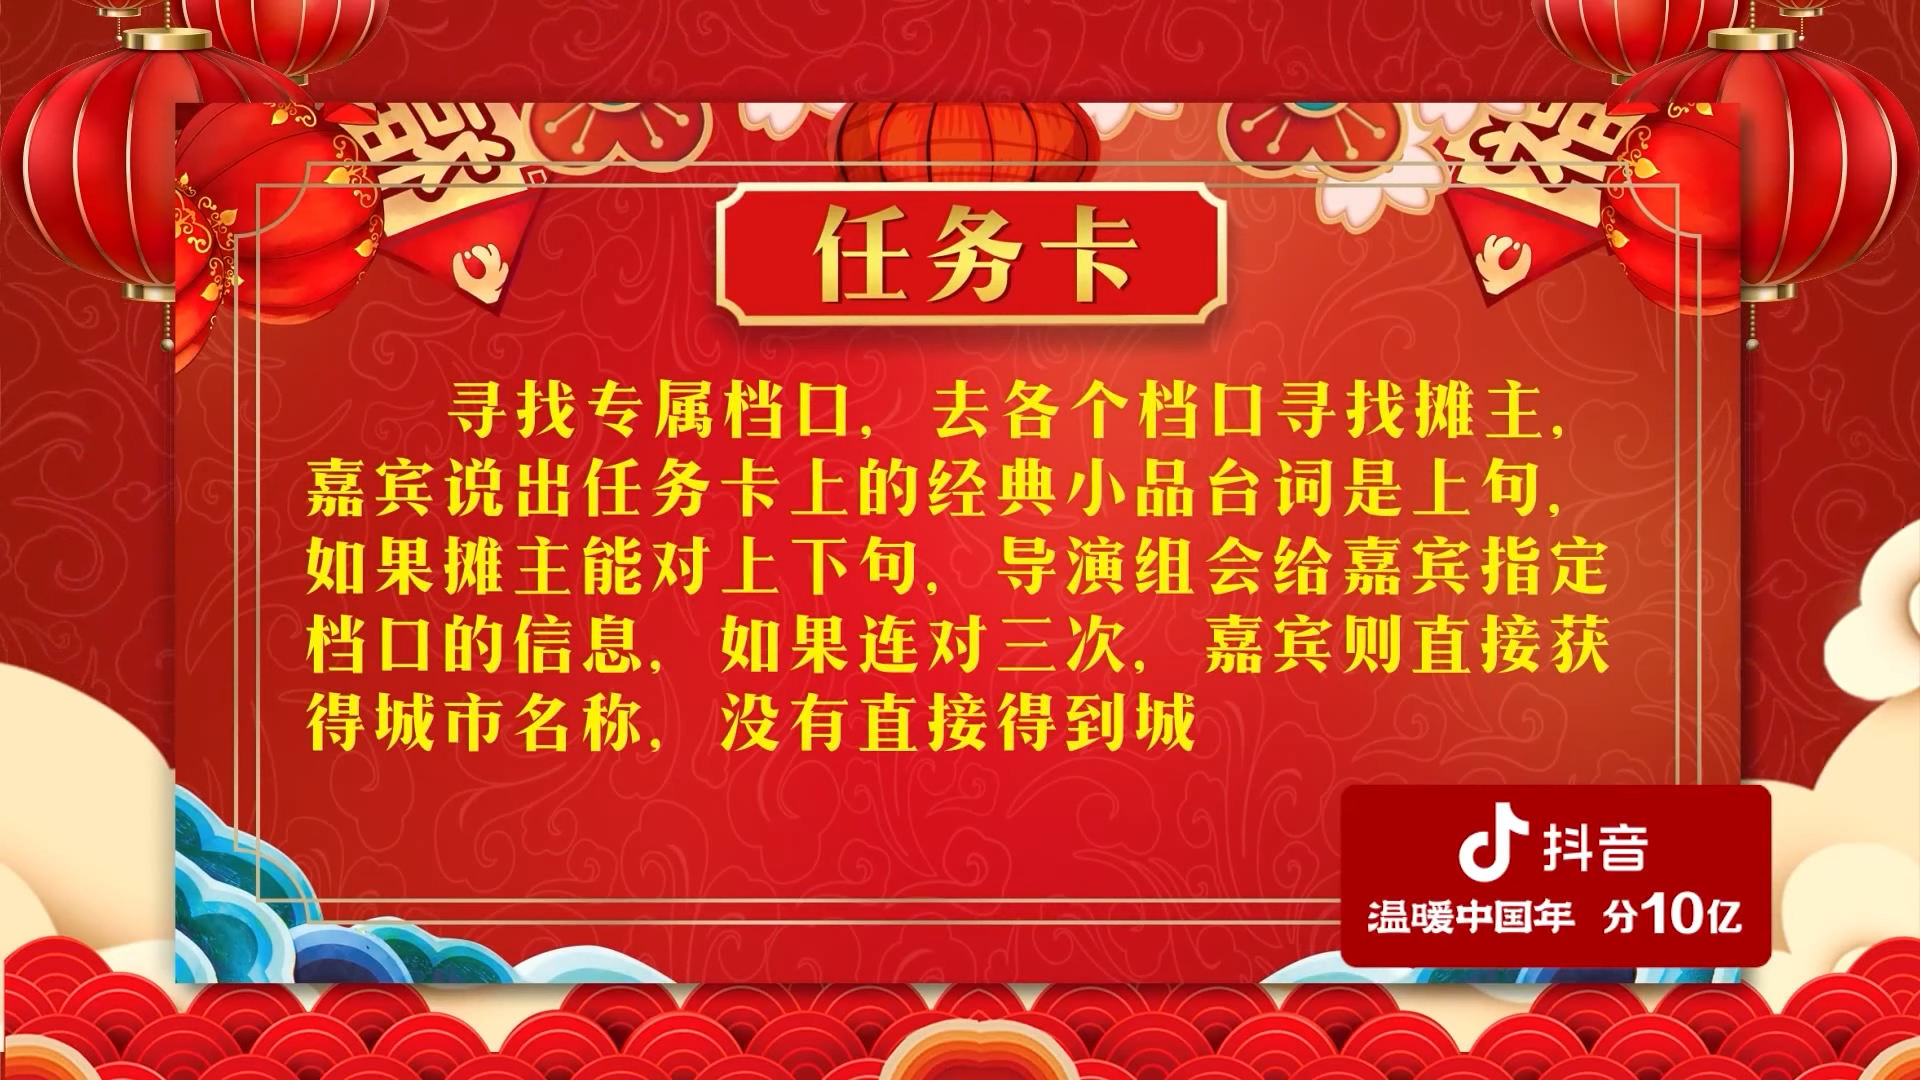 任务卡
寻找专属档口，去各个档口寻找摊主，
嘉宾说出任务卡上的经典小品台词是上句，
如果摊主能对上下句，导演组会给嘉宾指定
档口的信息，如果连对三次，嘉宾则直接获
得城市名称，没有直接得到城
抖音
温暖中国年 分10亿